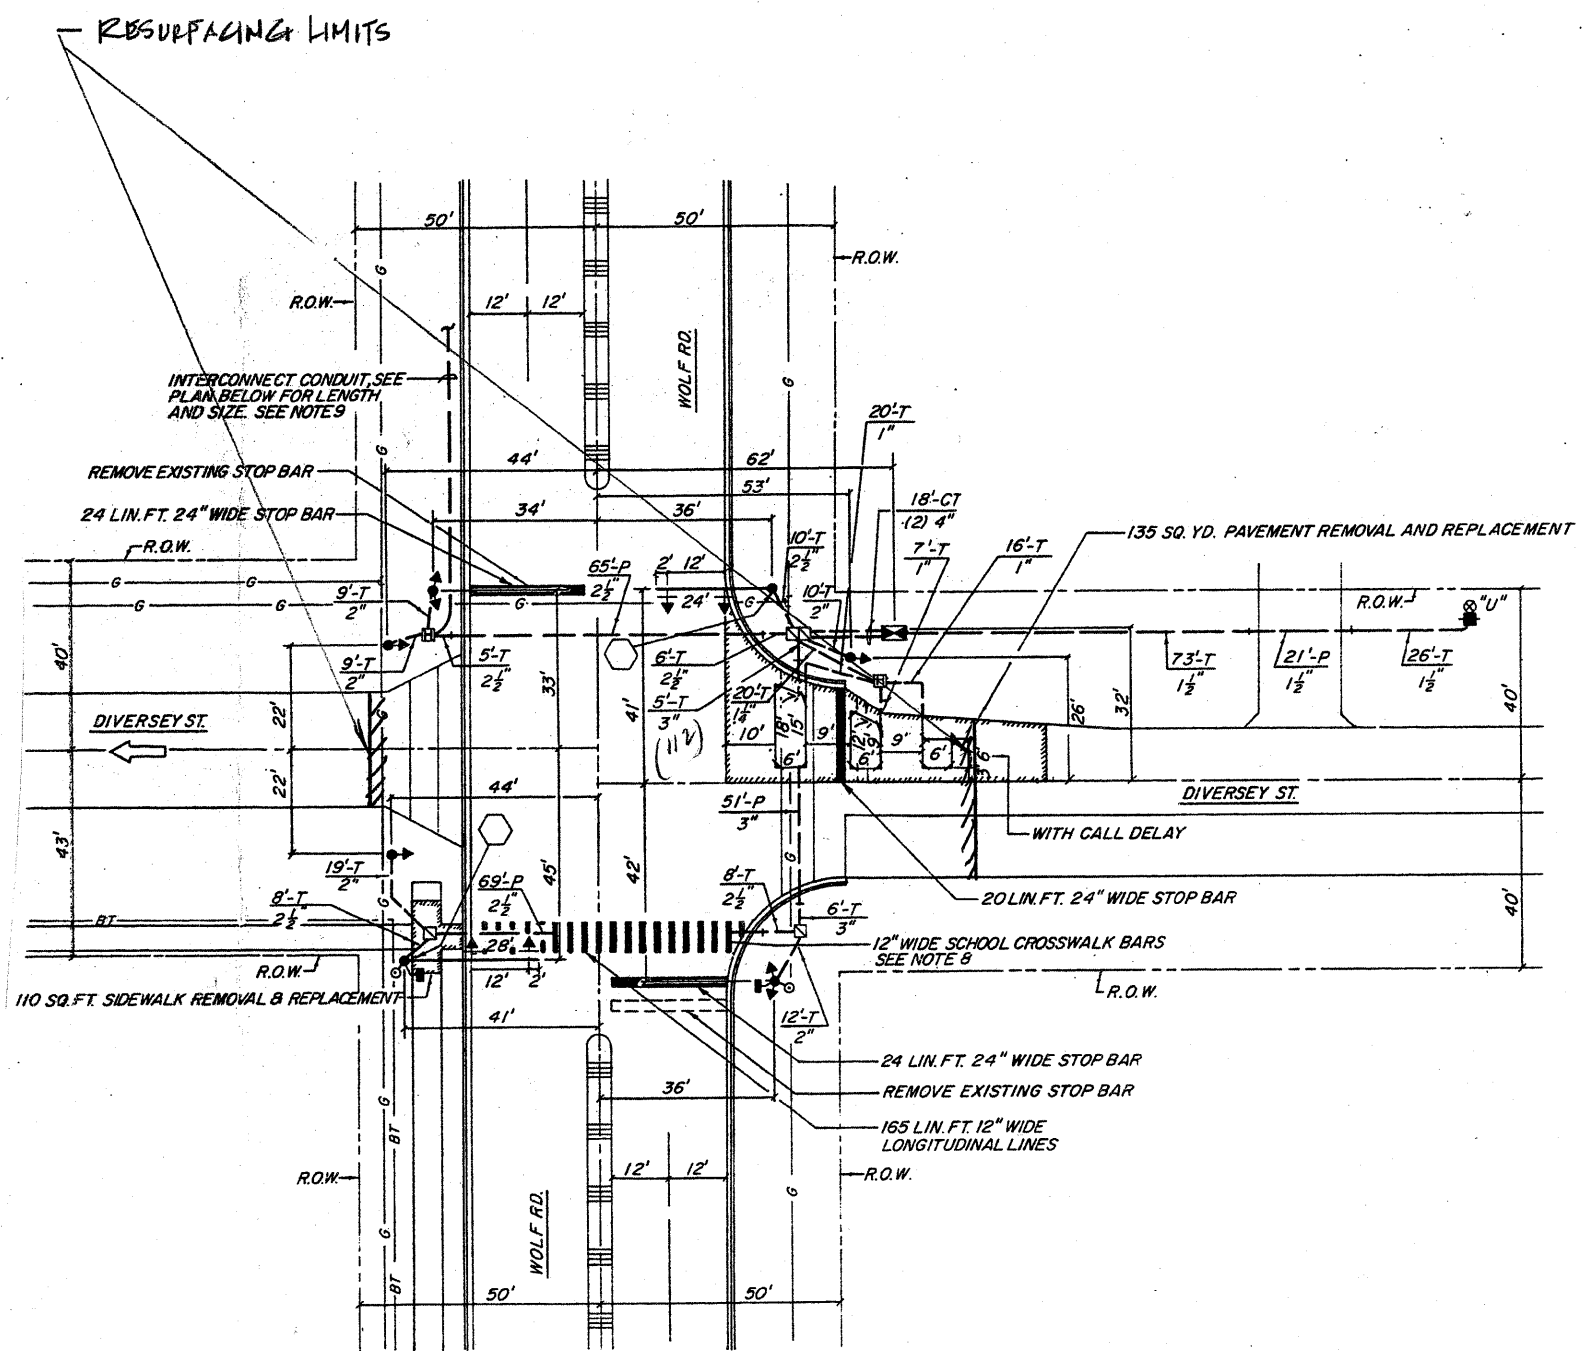 RESURFACING LIMITS
50'
50'
R.O.W.
G
R.O.W.
12'
12'
WOLF RD.
INTERCONNECT CONDUIT, SEE
PLAN BELOW FOR LENGTH
AND SIZE. SEE NOTE 9
G
G
20'-T
1"
44'
62'
REMOVE EXISTING STOP BAR
53'
18'-CT
(2) 4"
24 LIN. FT. 24" WIDE STOP BAR
34'
36'
135 SQ. YD. PAVEMENT REMOVAL AND REPLACEMENT
R.O.W.
10'-T
2 1/2"
7'-T
1"
16'-T
1"
65'-P
2 1/2"
2'
12'
G
G
9'-T
2"
G
G
G
24'
G
10'-T
2"
R.O.W.
"U"
40'
9'-T
2"
5'-T
2 1/2"
6'-T
2 1/2"
73'-T
1 1/2"
21'-P
1 1/2"
26'-T
1 1/2"
33'
41'
5'-T
3"
20'-T
1 1/4"
26'
32'
40'
DIVERSEY ST.
22'
(112)
10'
18'
15'
7'
9'
12'
7'
9'
9'
6'
6'
6'
6'
22'
44'
DIVERSEY ST.
51'-P
3"
WITH CALL DELAY
43'
G
19'-T
2"
45'
42'
8'-T
2 1/2"
69'-P
2 1/2"
20 LIN. FT. 24" WIDE STOP BAR
8'-T
2 1/2"
G
6'-T
3"
40'
BT
28'
12" WIDE SCHOOL CROSSWALK BARS
SEE NOTE 8
R.O.W.
12'
2'
R.O.W.
110 SQ. FT. SIDEWALK REMOVAL & REPLACEMENT
41'
12'-T
2"
24 LIN. FT. 24" WIDE STOP BAR
36'
REMOVE EXISTING STOP BAR
G
BT
165 LIN. FT. 12" WIDE
LONGITUDINAL LINES
R.O.W.
12'
12'
R.O.W.
G
WOLF RD.
G
BT
50'
50'